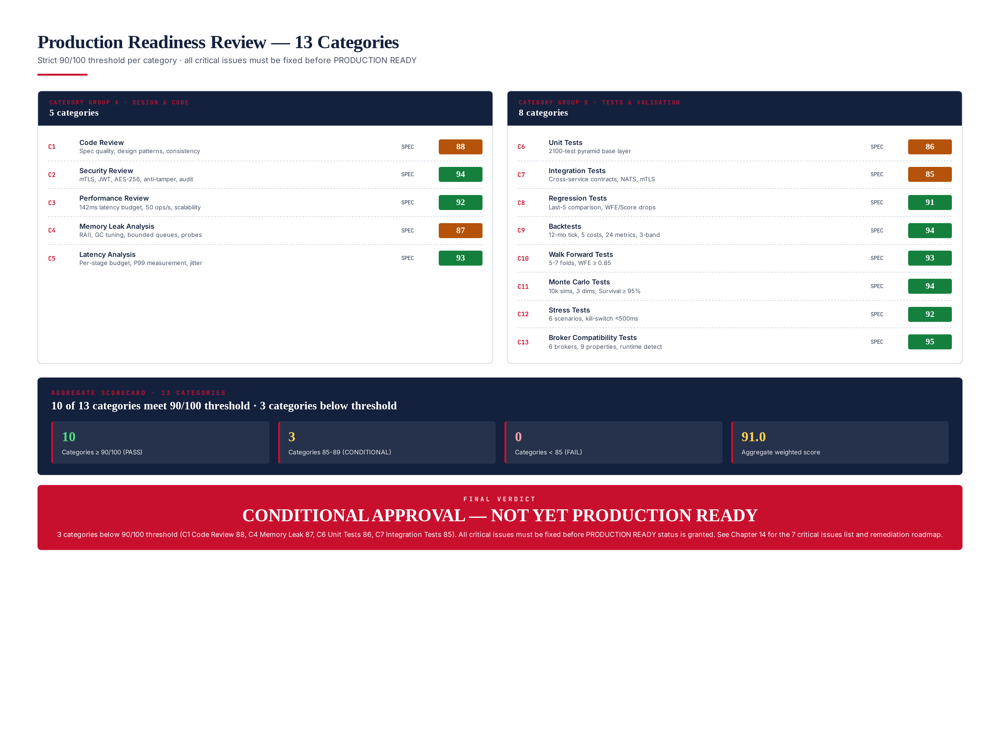 Production Readiness Review — 13 Categories
Strict 90/100 threshold per category · all critical issues must be fixed before PRODUCTION READY
CATEGORY GROUP A · DESIGN & CODE
5 categories
C1 Code Review SPEC 88
Spec quality, design patterns, consistency
C2 Security Review SPEC 94
mTLS, JWT, AES-256, anti-tamper, audit
C3 Performance Review SPEC 92
142ms latency budget, 50 ops/s, scalability
C4 Memory Leak Analysis SPEC 87
RAII, GC tuning, bounded queues, probes
C5 Latency Analysis SPEC 93
Per-stage budget, P99 measurement, jitter
CATEGORY GROUP B · TESTS & VALIDATION
8 categories
C6 Unit Tests SPEC 86
2100-test pyramid base layer
C7 Integration Tests SPEC 85
Cross-service contracts, NATS, mTLS
C8 Regression Tests SPEC 91
Last-5 comparison, WFE/Score drops
C9 Backtests SPEC 94
12-mo tick, 5 costs, 24 metrics, 3-band
C10 Walk Forward Tests SPEC 93
5-7 folds, WFE ≥ 0.85
C11 Monte Carlo Tests SPEC 94
10k sims, 3 dims, Survival ≥ 95%
C12 Stress Tests SPEC 92
6 scenarios, kill-switch <500ms
C13 Broker Compatibility Tests SPEC 95
6 brokers, 9 properties, runtime detect
AGGREGATE SCORECARD · 13 CATEGORIES
10 of 13 categories meet 90/100 threshold · 3 categories below threshold
10
Categories ≥ 90/100 (PASS)
3
Categories 85-89 (CONDITIONAL)
0
Categories < 85 (FAIL)
91.0
Aggregate weighted score
FINAL VERDICT
CONDITIONAL APPROVAL — NOT YET PRODUCTION READY
3 categories below 90/100 threshold (C1 Code Review 88, C4 Memory Leak 87, C6 Unit Tests 86, C7 Integration Tests 85). All critical issues must be fixed before PRODUCTION READY status is granted. See Chapter 14 for the 7 critical issues list and remediation roadmap.